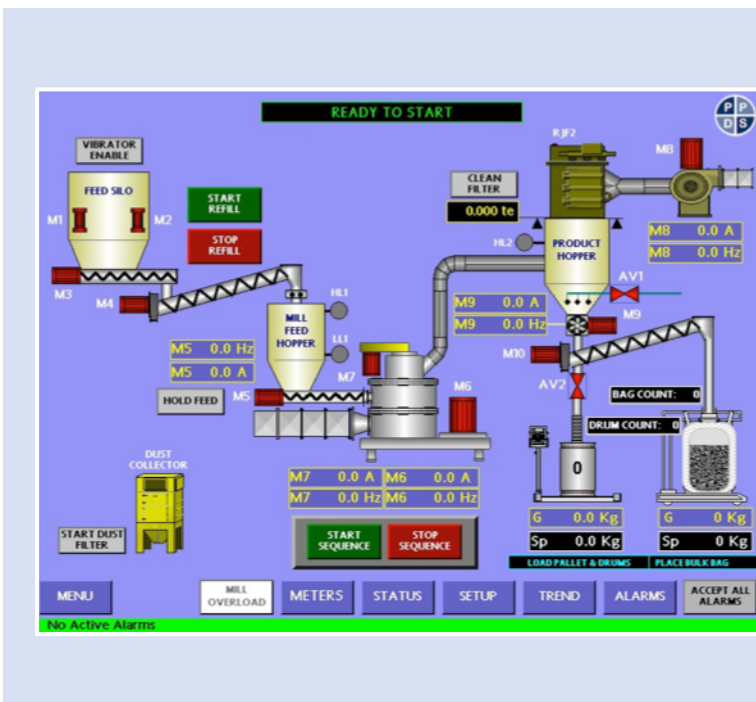 READY TO START
P P
D S
VIBRATOR
ENABLE
RJF2
M8
FEED SILO
CLEAN
FILTER
START
REFILL
0.000 te
M1
M2
M8 0.0 A
STOP
REFILL
HL2
PRODUCT
HOPPER
M8 0.0 Hz
M3
AV1
M4
HL1
M9 0.0 A
M9 0.0 Hz
M9
MILL
FEED
HOPPER
M5 0.0 Hz
LL1
M10
M5 0.0 A
M7
AV2
HOLD FEED
M5
M6
BAG COUNT: 0
DRUM COUNT: 0
DUST
COLLECTOR
0
M7 0.0 A M6 0.0 A
M7 0.0 Hz M6 0.0 Hz
START DUST
FILTER
START
SEQUENCE
STOP
SEQUENCE
G 0.0 Kg
G 0 Kg
Sp 0.0 Kg
Sp 0 Kg
LOAD PALLET & DRUMS
PLACE BULK BAG
MENU
MILL
OVERLOAD
METERS
STATUS
SETUP
TREND
ALARMS
ACCEPT ALL
ALARMS
No Active Alarms